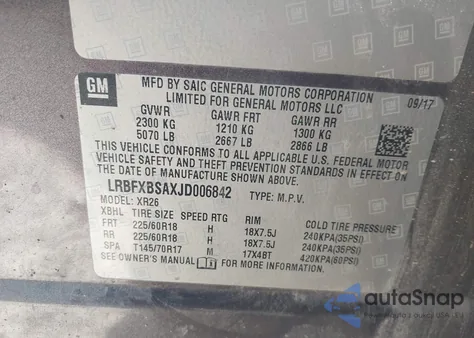 GM
MFD BY SAIC GENERAL MOTORS CORPORATION
LIMITED FOR GENERAL MOTORS LLC
09/17
GVWR GAWR FRT GAWR RR
2300 KG 1210 KG 1300 KG
5070 LB 2667 LB 2866 LB
THIS VEHICLE CONFORMS TO ALL APPLICABLE U.S. FEDERAL MOTOR
VEHICLE SAFETY AND THEFT PREVENTION STANDARDS IN EFFECT ON
THE DATE OF MANUFACTURE SHOWN ABOVE.
LRBFXBSAXJD006842 TYPE: M.P.V.
MODEL: XR26
XBHL TIRE SIZE SPEED RTG RIM COLD TIRE PRESSURE
FRT 225/60R18 H 18X7.5J 240KPA(35PSI)
RR 225/60R18 H 18X7.5J 240KPA(35PSI)
SPA T145/70R17 M 17X4BT 420KPA(60PSI)
SEE OWNER'S MANUAL FOR MORE INFORMATION.
autoSnap